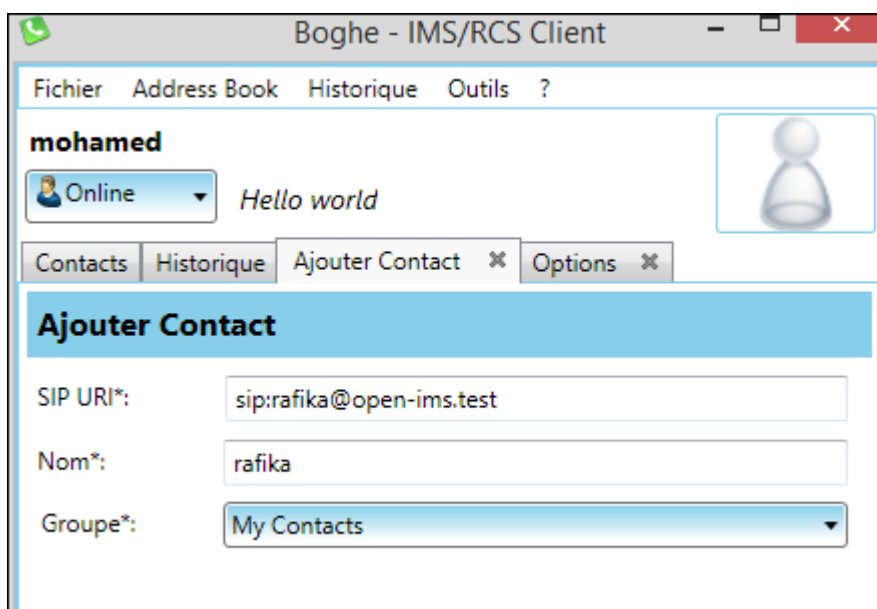 Boghe - IMS/RCS Client
Fichier Address Book Historique Outils ?
mohamed
Online Hello world
Contacts Historique Ajouter Contact Options
Ajouter Contact
SIP URI*: sip:rafika@open-ims.test
Nom*: rafika
Groupe*: My Contacts